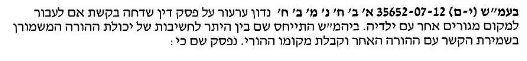 בעמ"ש (י-ם) 35652-07-12 א' ב' ח' נ' מ' ב' ח' נדון ערעור על פסק דין שדחה בקשת אם לעבור
למקום מגורים אחר עם ילדיה. ביהמ"ש התייחס שם בין היתר לחשיבות של יכולת ההורה המשמורן
בשמירת הקשר עם ההורה האחר וקבלת מקומו ההורי. נפסק שם כי: